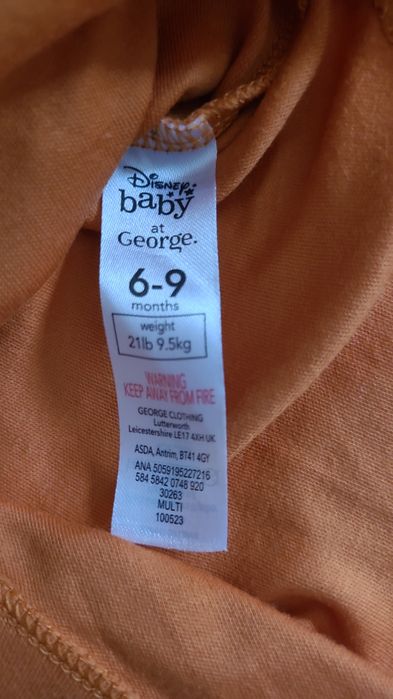 Disney
baby
at
George.
6-9
months
weight
21lb 9.5kg
WARNING
KEEP AWAY FROM FIRE
GEORGE CLOTHING
Lutterworth
Leicestershire LE17 4XH UK
ASDA, Antrim, BT41 4GY
ANA 5059195227216
584 5842 0748 920
30263
MULTI
100523